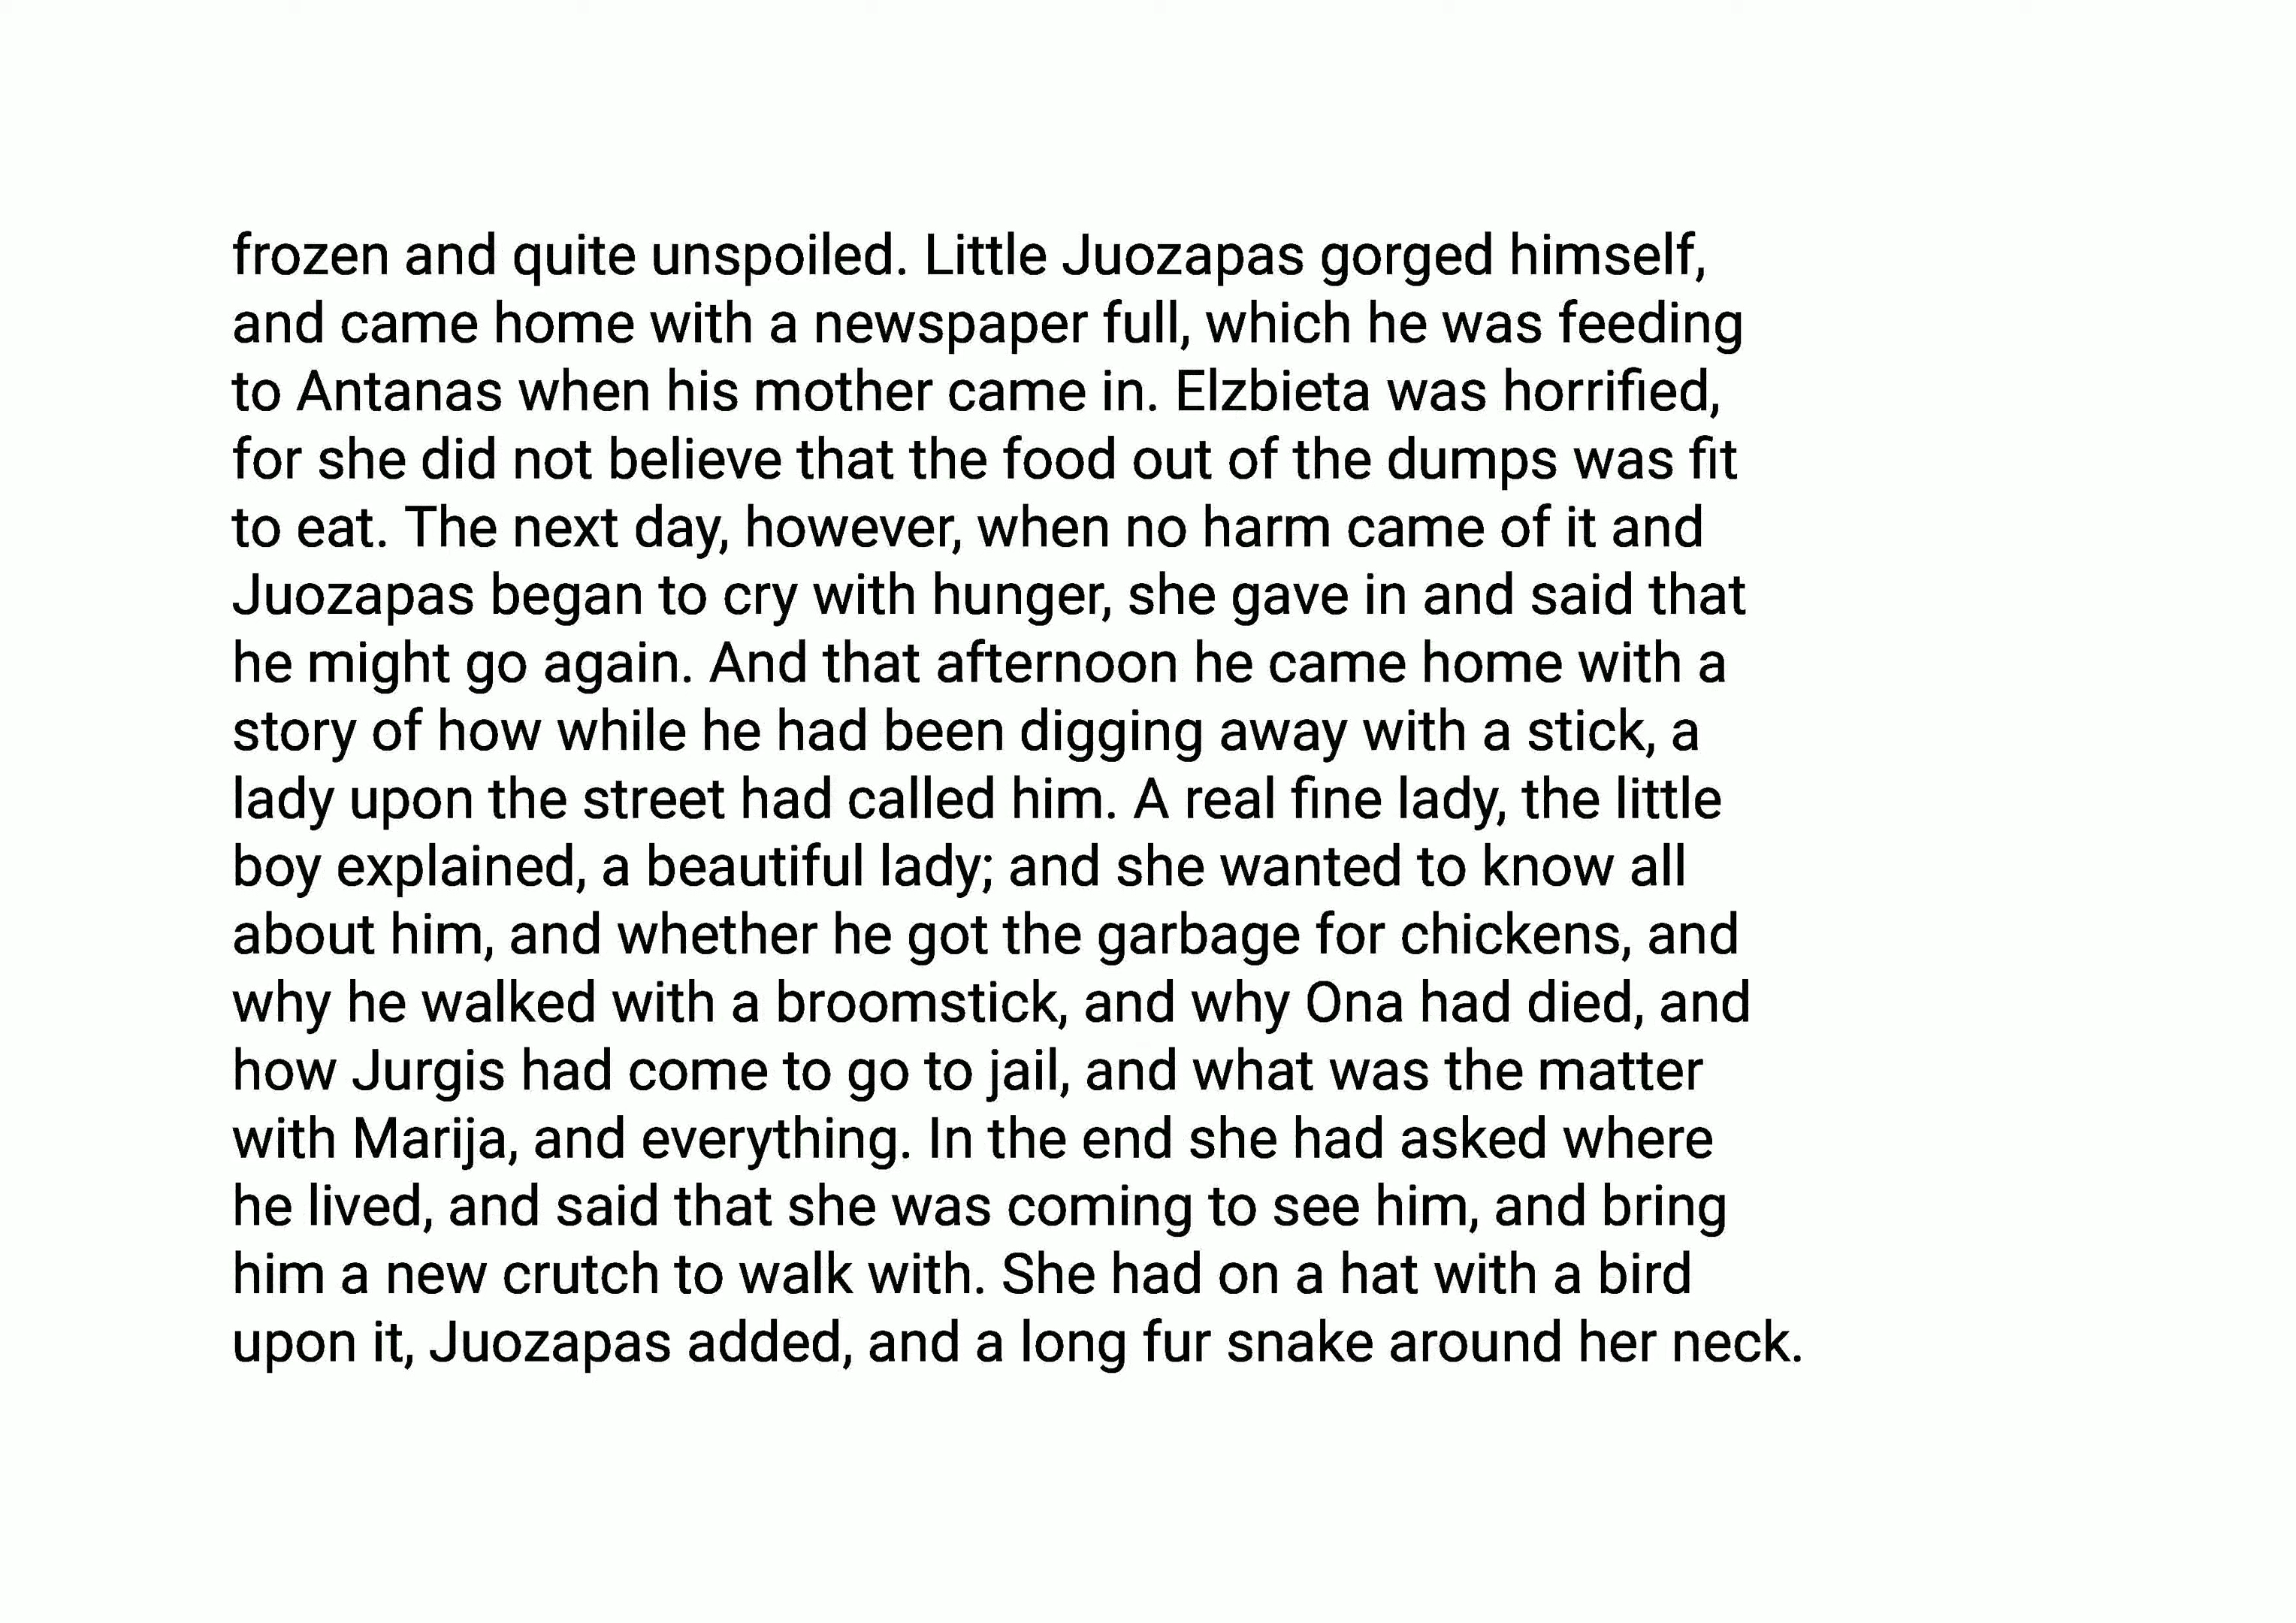 frozen and quite unspoiled. Little Juozapas gorged himself,
and came home with a newspaper full, which he was feeding
to Antanas when his mother came in. Elzbieta was horrified,
for she did not believe that the food out of the dumps was fit
to eat. The next day, however, when no harm came of it and
Juozapas began to cry with hunger, she gave in and said that
he might go again. And that afternoon he came home with a
story of how while he had been digging away with a stick, a
lady upon the street had called him. A real fine lady, the little
boy explained, a beautiful lady; and she wanted to know all
about him, and whether he got the garbage for chickens, and
why he walked with a broomstick, and why Ona had died, and
how Jurgis had come to go to jail, and what was the matter
with Marija, and everything. In the end she had asked where
he lived, and said that she was coming to see him, and bring
him a new crutch to walk with. She had on a hat with a bird
upon it, Juozapas added, and a long fur snake around her neck.